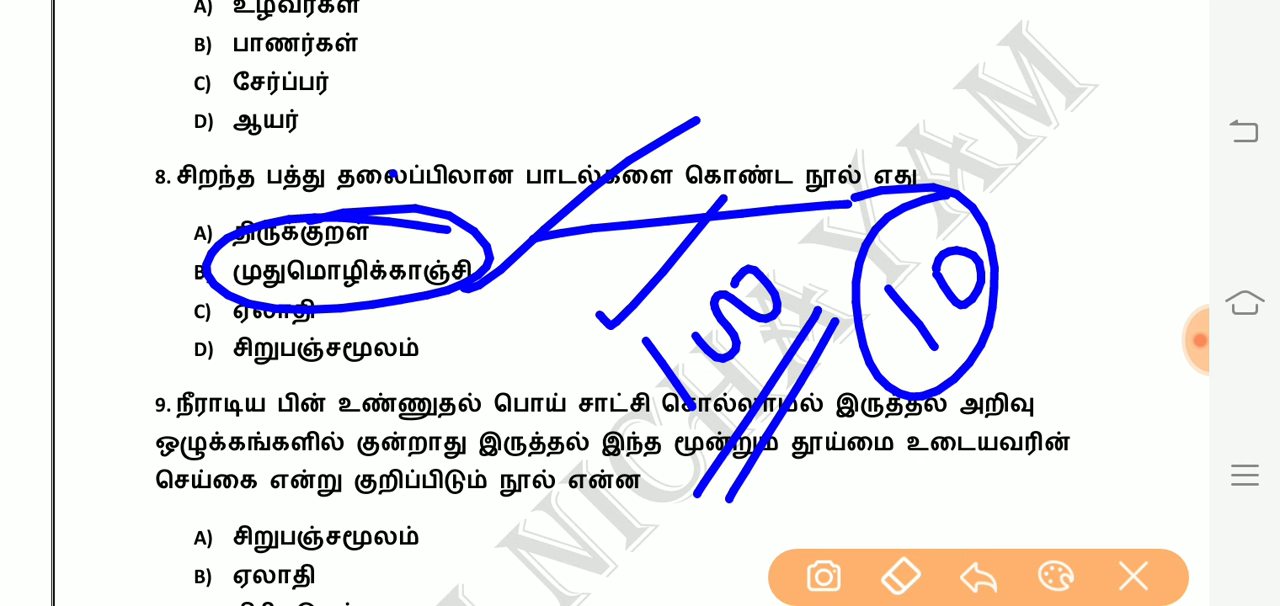 A) உழவர்கள்
B) பாணர்கள்
C) சேர்ப்பர்
D) ஆயர்
8. சிறந்த பத்து தலைப்பிலான பாடல்களை கொண்ட நூல் எது
A) திருக்குறள்
B) முதுமொழிக்காஞ்சி
C) ஏலாதி
D) சிறுபஞ்சமூலம்
10
100
9. நீராடிய பின் உண்ணுதல் பொய் சாட்சி சொல்லாமல் இருத்தல் அறிவு
ஒழுக்கங்களில் குன்றாது இருத்தல் இந்த மூன்றும் தூய்மை உடையவரின்
செய்கை என்று குறிப்பிடும் நூல் என்ன
A) சிறுபஞ்சமூலம்
B) ஏலாதி